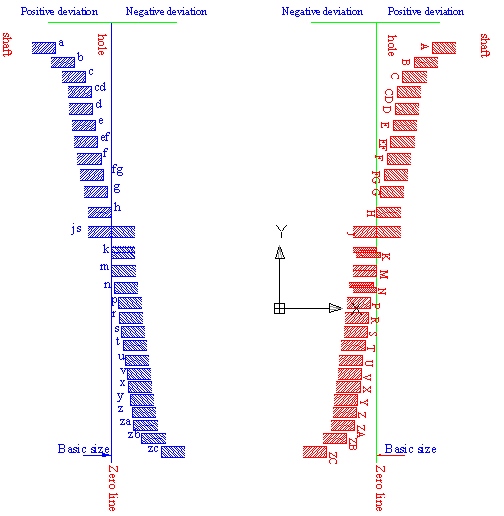 Positive deviation
Negative deviation
shaft
hole
a
b
c
cd
d
e
ef
f
fg
g
h
js
k
m
n
p
r
s
t
u
v
x
y
z
za
zb
zc
Basic size
Zero line
Y
X
Negative deviation
Positive deviation
hole
shaft
A
B
C
CD
D
E
EF
F
FG
G
H
J
K
M
N
P
R
S
T
U
V
X
Y
Z
ZA
ZB
ZC
Basic size
Zero line